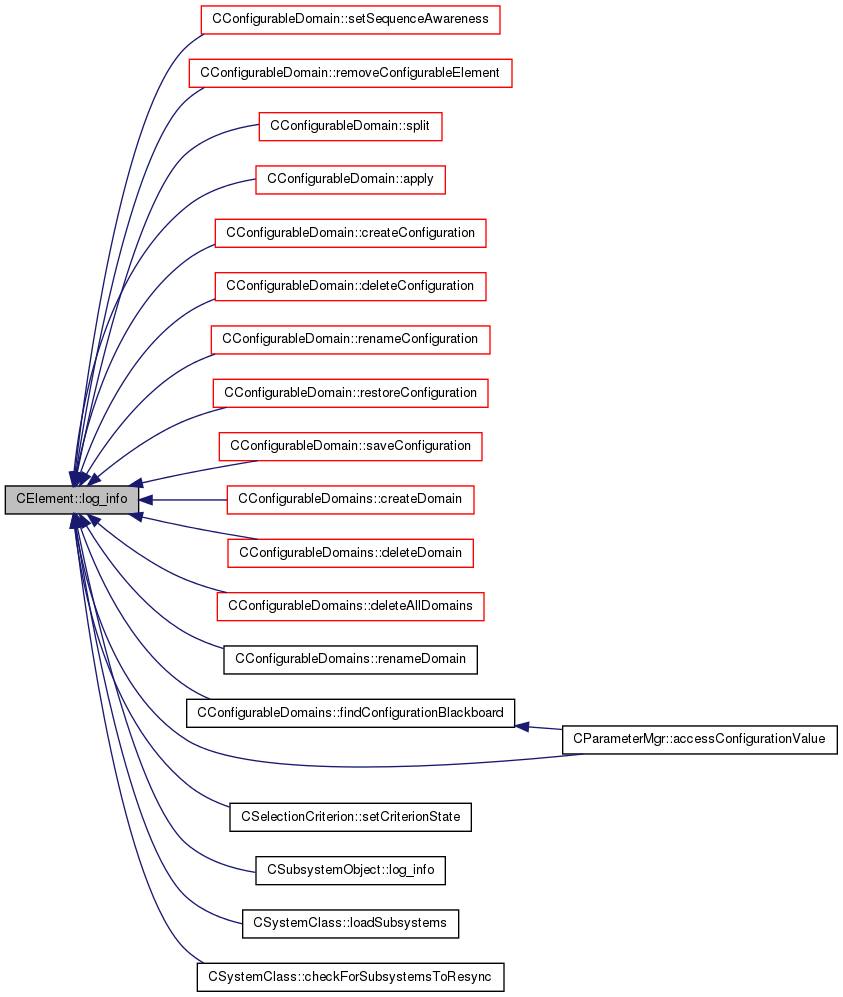 CConfigurableDomain::setSequenceAwareness
CConfigurableDomain::removeConfigurableElement
CConfigurableDomain::split
CConfigurableDomain::apply
CConfigurableDomain::createConfiguration
CConfigurableDomain::deleteConfiguration
CConfigurableDomain::renameConfiguration
CConfigurableDomain::restoreConfiguration
CConfigurableDomain::saveConfiguration
CElement::log_info
CConfigurableDomains::createDomain
CConfigurableDomains::deleteDomain
CConfigurableDomains::deleteAllDomains
CConfigurableDomains::renameDomain
CConfigurableDomains::findConfigurationBlackboard
CParameterMgr::accessConfigurationValue
CSelectionCriterion::setCriterionState
CSubsystemObject::log_info
CSystemClass::loadSubsystems
CSystemClass::checkForSubsystemsToResync